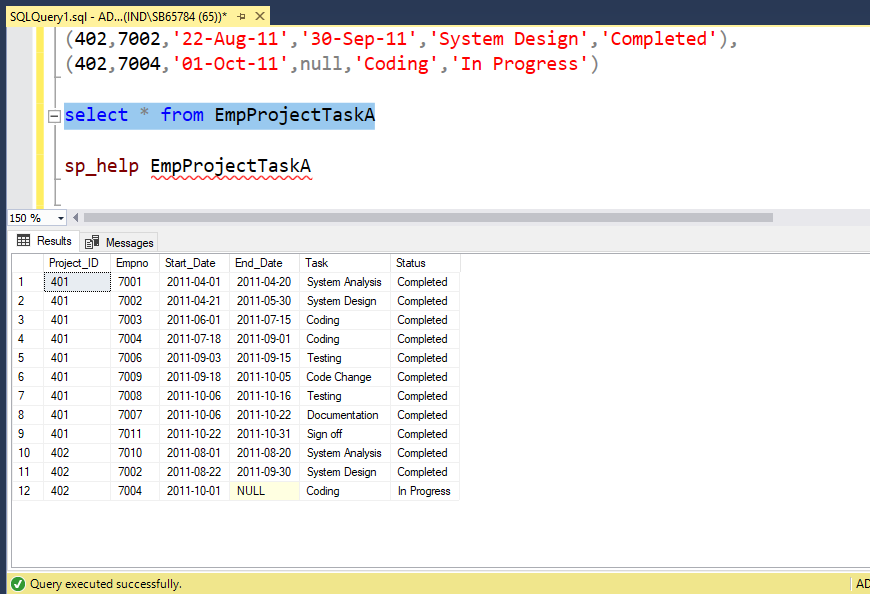 SQLQuery1.sql - AD...(IND\SB65784 (65))*
(402,7002,'22-Aug-11','30-Sep-11','System Design','Completed'),
(402,7004,'01-Oct-11',null,'Coding','In Progress')
select * from EmpProjectTaskA
sp_help EmpProjectTaskA
150 %
Results Messages
Project_ID Empno Start_Date End_Date Task Status
1 401 7001 2011-04-01 2011-04-20 System Analysis Completed
2 401 7002 2011-04-21 2011-05-30 System Design Completed
3 401 7003 2011-06-01 2011-07-15 Coding Completed
4 401 7004 2011-07-18 2011-09-01 Coding Completed
5 401 7006 2011-09-03 2011-09-15 Testing Completed
6 401 7009 2011-09-18 2011-10-05 Code Change Completed
7 401 7008 2011-10-06 2011-10-16 Testing Completed
8 401 7007 2011-10-06 2011-10-22 Documentation Completed
9 401 7011 2011-10-22 2011-10-31 Sign off Completed
10 402 7010 2011-08-01 2011-08-20 System Analysis Completed
11 402 7002 2011-08-22 2011-09-30 System Design Completed
12 402 7004 2011-10-01 NULL Coding In Progress
Query executed successfully. AD